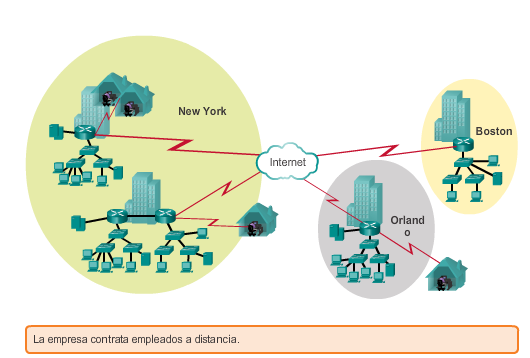 New York
Internet
Boston
Orland
o
La empresa contrata empleados a distancia.